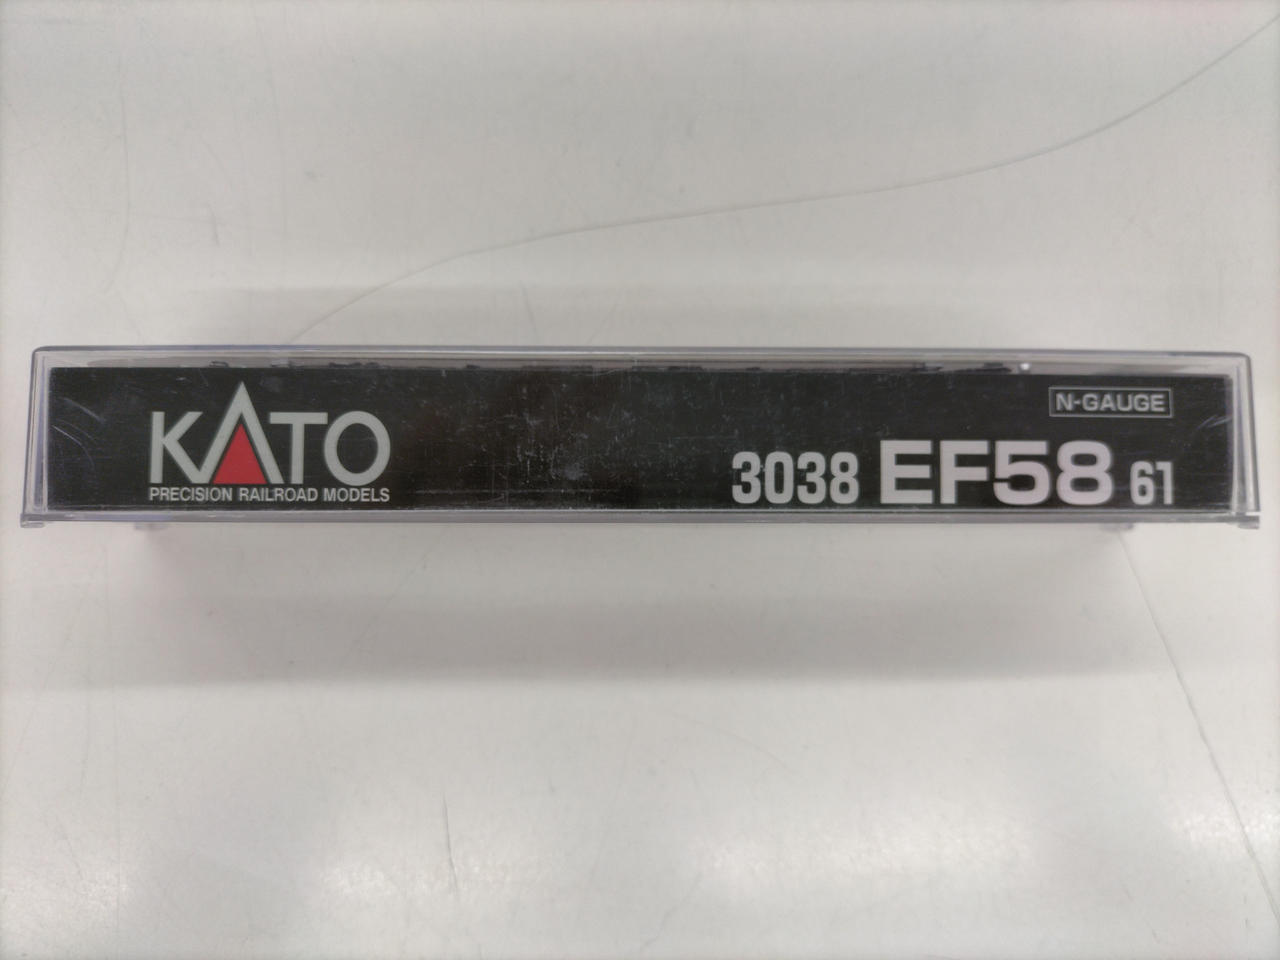 KATO
PRECISION RAILROAD MODELS
N-GAUGE
3038 EF58 61